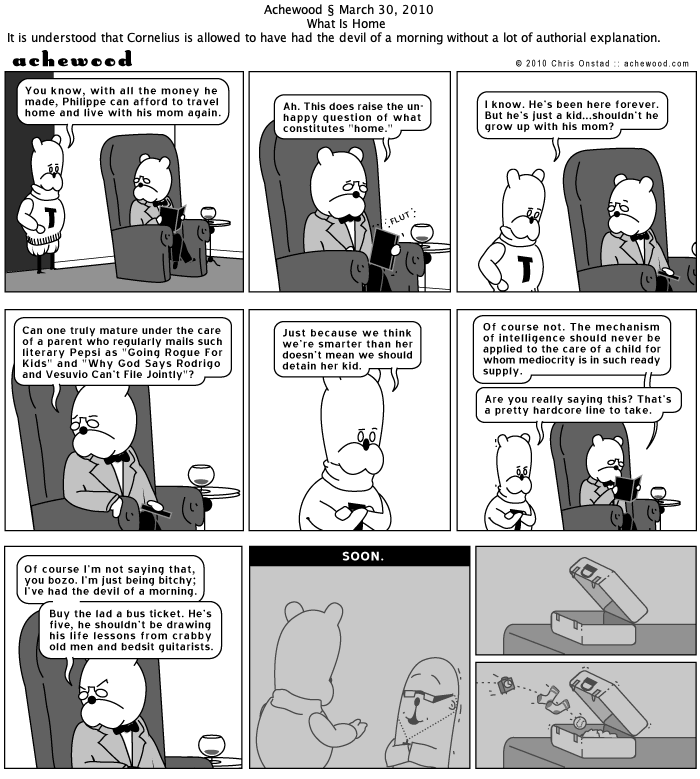 Achewood § March 30, 2010
What Is Home
It is understood that Cornelius is allowed to have had the devil of a morning without a lot of authorial explanation.
achewood
© 2010 Chris Onstad :: achewood.com
You know, with all the money he
made, Philippe can afford to travel
home and live with his mom again.
T
Ah. This does raise the un-
happy question of what
constitutes "home."
FLUT
I know. He's been here forever.
But he's just a kid...shouldn't he
grow up with his mom?
T
Can one truly mature under the care
of a parent who regularly mails such
literary Pepsi as "Going Rogue For
Kids" and "Why God Says Rodrigo
and Vesuvio Can't File Jointly"?
Just because we think
we're smarter than her
doesn't mean we should
detain her kid.
Of course not. The mechanism
of intelligence should never be
applied to the care of a child for
whom mediocrity is in such ready
supply.
Are you really saying this? That's
a pretty hardcore line to take.
Of course I'm not saying that,
you bozo. I'm just being bitchy;
I've had the devil of a morning.
Buy the lad a bus ticket. He's
five, he shouldn't be drawing
his life lessons from crabby
old men and bedsit guitarists.
SOON.